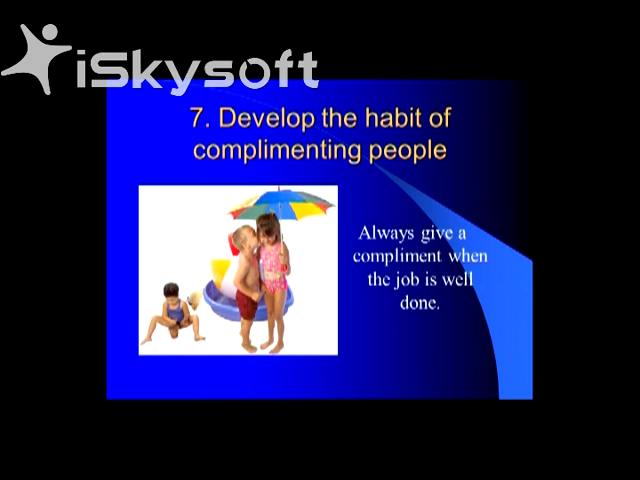 iSkysoft
7. Develop the habit of
complimenting people
Always give a
compliment when
the job is well
done.